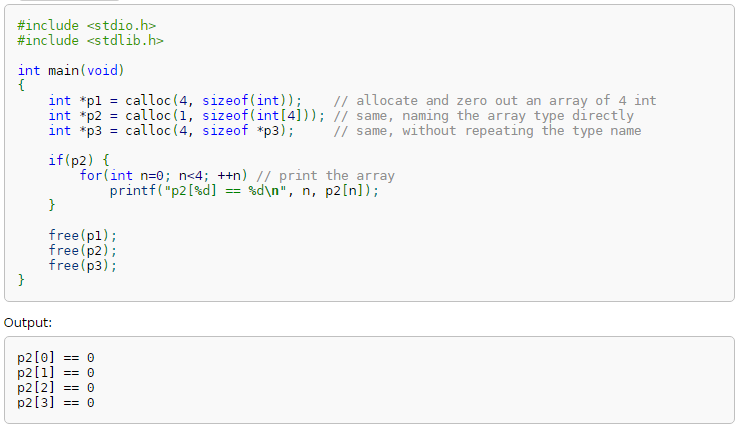 #include <stdio.h>
#include <stdlib.h>
int main(void)
{
    int *p1 = calloc(4, sizeof(int));    // allocate and zero out an array of 4 int
    int *p2 = calloc(1, sizeof(int[4])); // same, naming the array type directly
    int *p3 = calloc(4, sizeof *p3);     // same, without repeating the type name
    if(p2) {
        for(int n=0; n<4; ++n) // print the array
            printf("p2[%d] == %d\n", n, p2[n]);
    }
    free(p1);
    free(p2);
    free(p3);
}
Output:
p2[0] == 0
p2[1] == 0
p2[2] == 0
p2[3] == 0